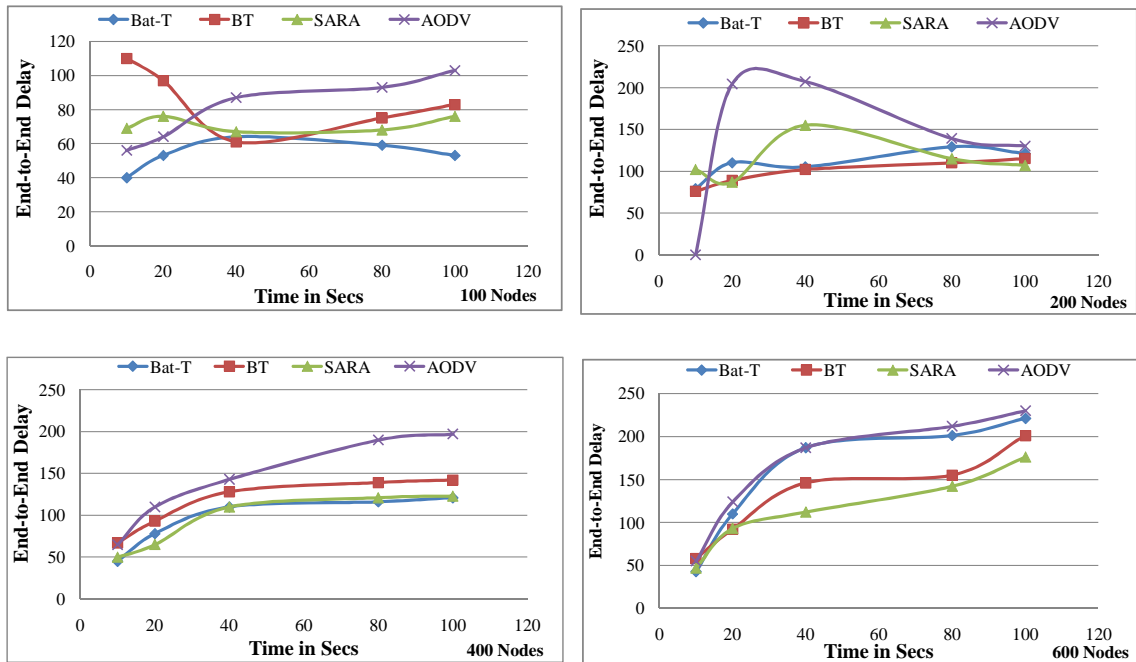 Bat-T BT SARA AODV
120
100
80
60
40
20
0
End-to-End Delay
0 20 40 60 80 100 120
Time in Secs
100 Nodes
Bat-T BT SARA AODV
250
200
150
100
50
0
End-to-End Delay
0 20 40 60 80 100 120
Time in Secs
200 Nodes
Bat-T BT SARA AODV
250
200
150
100
50
0
End-to-End Delay
0 20 40 60 80 100 120
Time in Secs
400 Nodes
Bat-T BT SARA AODV
250
200
150
100
50
0
End-to-End Delay
0 20 40 60 80 100 120
Time in Secs
600 Nodes